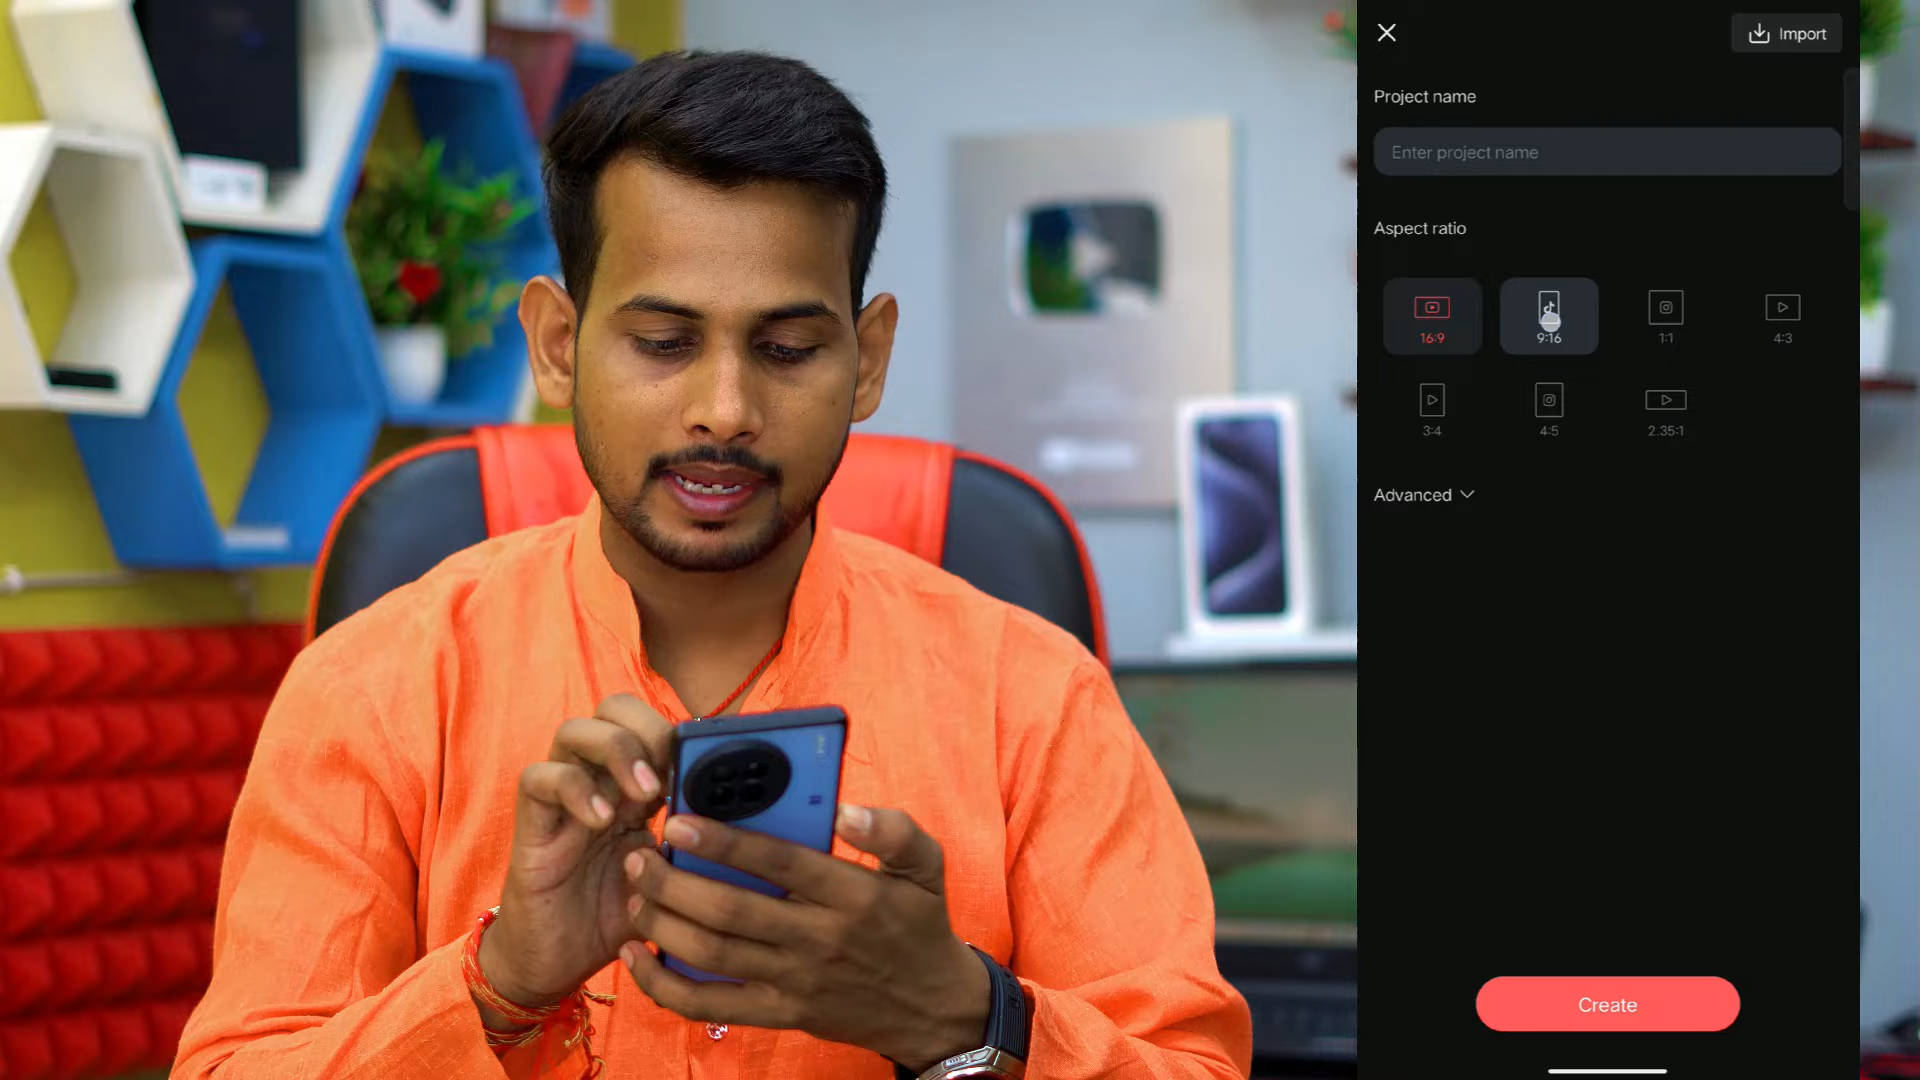 Import
Project name
Enter project name
Aspect ratio
16:9
9:16
1:1
4:3
3:4
4:5
2.35:1
Advanced
Create